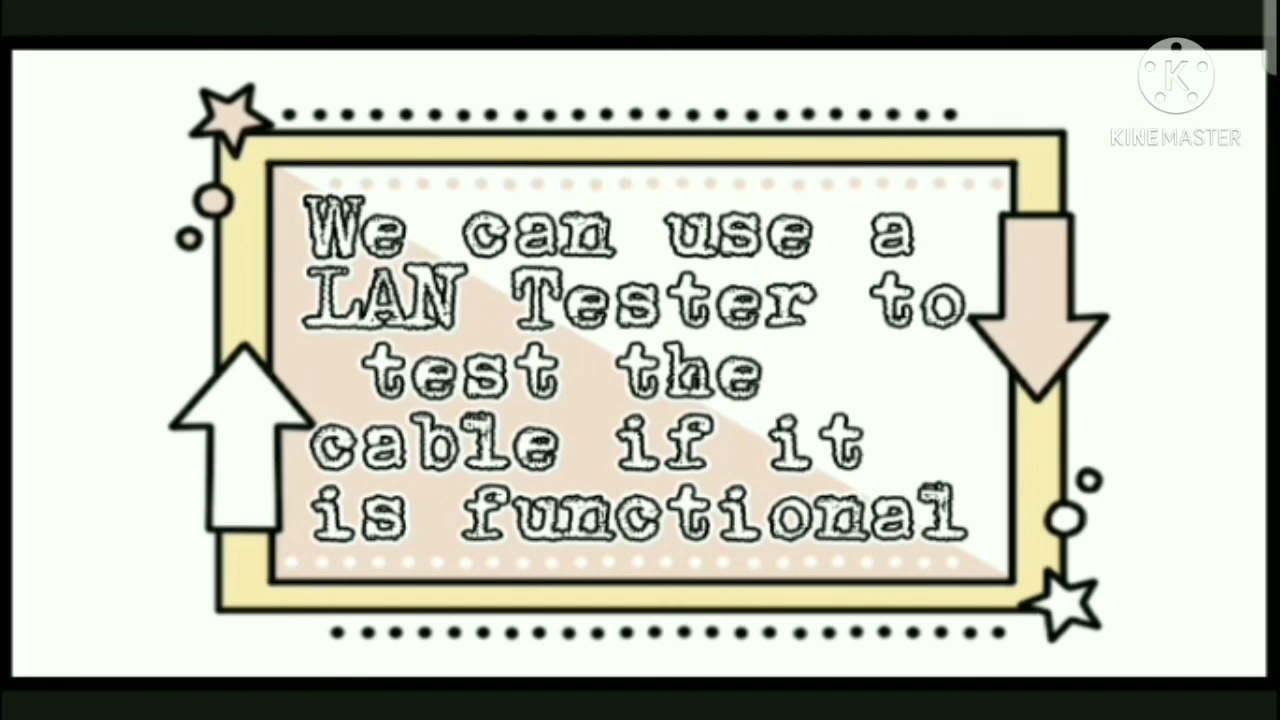 K
KINEMASTER
We can use a
LAN Tester to
test the
cable if it
is functional